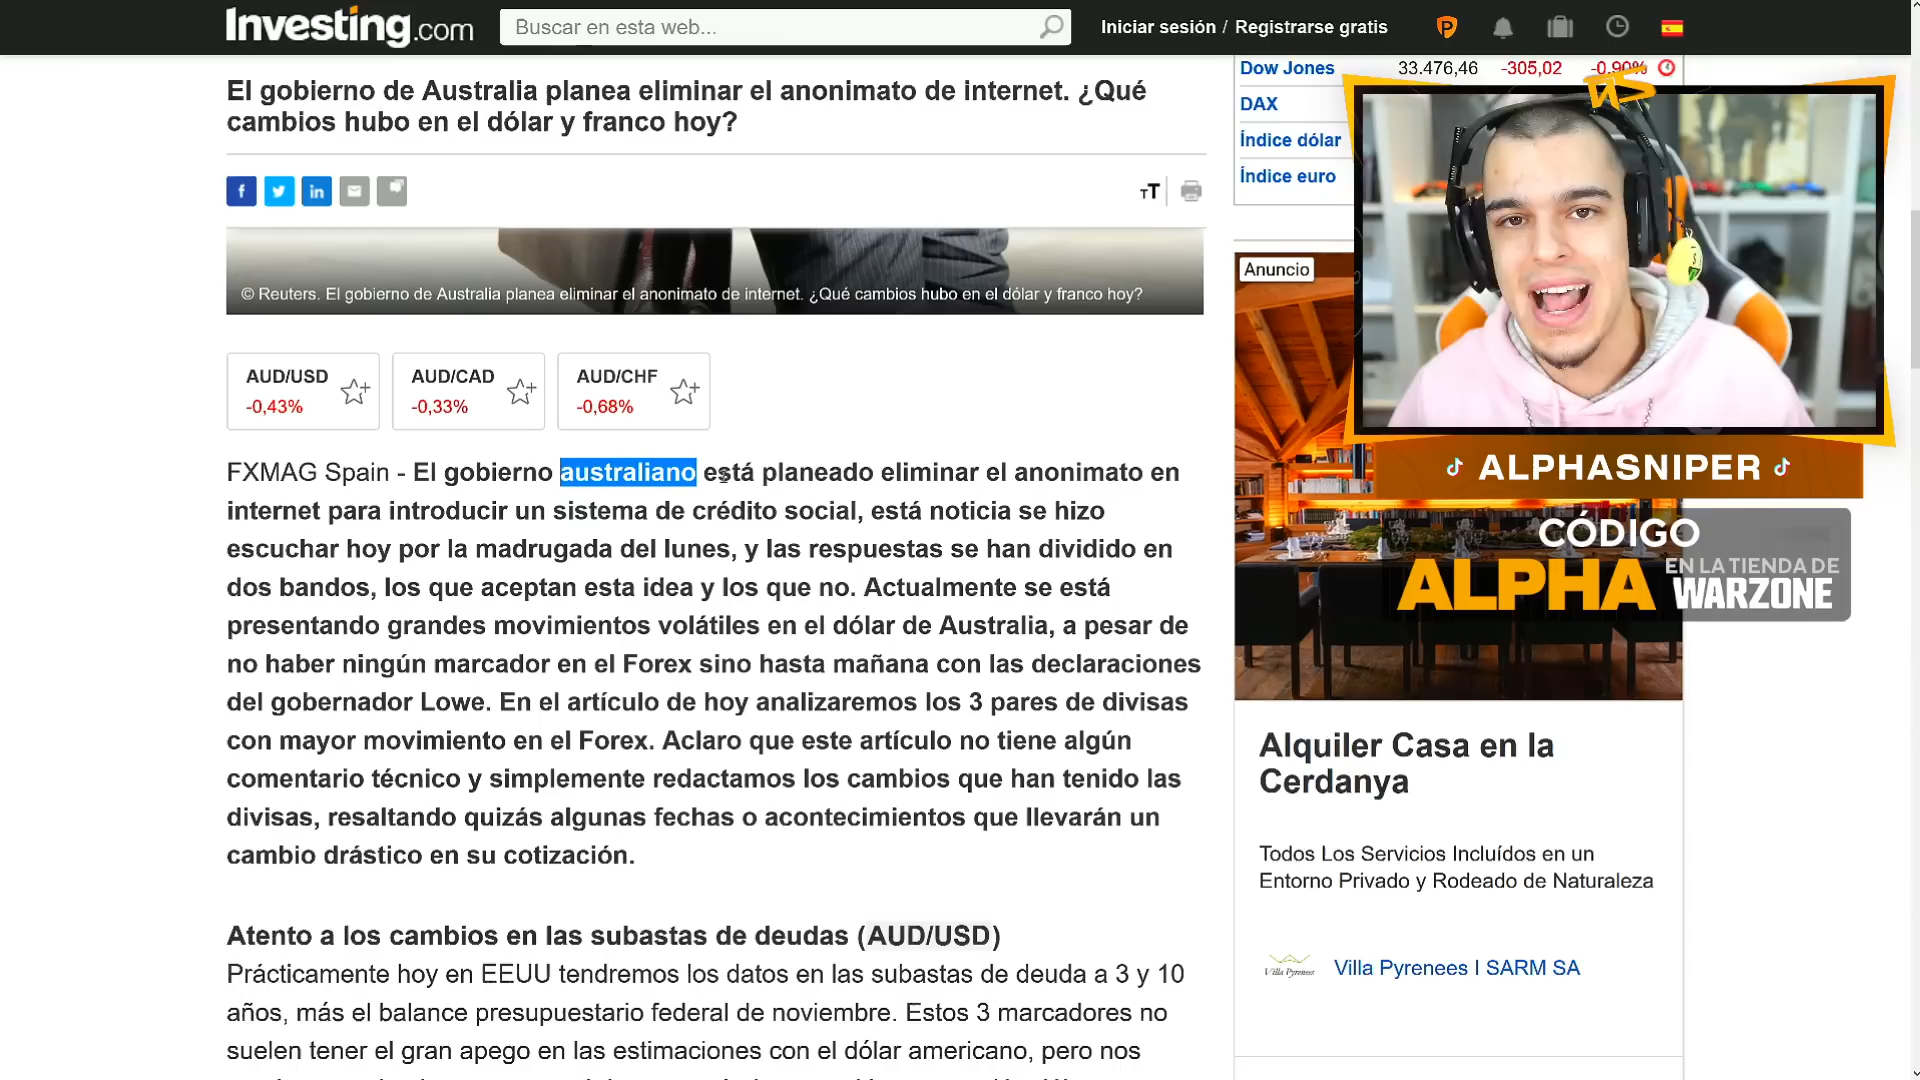 Investing.com
Buscar en esta web...
Iniciar sesión / Registrarse gratis
El gobierno de Australia planea eliminar el anonimato de internet. ¿Qué
cambios hubo en el dólar y franco hoy?
© Reuters. El gobierno de Australia planea eliminar el anonimato de internet. ¿Qué cambios hubo en el dólar y franco hoy?
AUD/USD
-0,43%
AUD/CAD
-0,33%
AUD/CHF
-0,68%
FXMAG Spain - El gobierno australiano está planeado eliminar el anonimato en
internet para introducir un sistema de crédito social, está noticia se hizo
escuchar hoy por la madrugada del lunes, y las respuestas se han dividido en
dos bandos, los que aceptan esta idea y los que no. Actualmente se está
presentando grandes movimientos volátiles en el dólar de Australia, a pesar de
no haber ningún marcador en el Forex sino hasta mañana con las declaraciones
del gobernador Lowe. En el artículo de hoy analizaremos los 3 pares de divisas
con mayor movimiento en el Forex. Aclaro que este artículo no tiene algún
comentario técnico y simplemente redactamos los cambios que han tenido las
divisas, resaltando quizás algunas fechas o acontecimientos que llevarán un
cambio drástico en su cotización.
Atento a los cambios en las subastas de deudas (AUD/USD)
Prácticamente hoy en EEUU tendremos los datos en las subastas de deuda a 3 y 10
años, más el balance presupuestario federal de noviembre. Estos 3 marcadores no
suelen tener el gran apego en las estimaciones con el dólar americano, pero nos
Dow Jones 33.476,46 -305,02 -0,90%
DAX
Índice dólar
Índice euro
Anuncio
ALPHASNIPER
CÓDIGO
ALPHA EN LA TIENDA DE
WARZONE
Alquiler Casa en la
Cerdanya
Todos Los Servicios Incluídos en un
Entorno Privado y Rodeado de Naturaleza
Villa Pyrenees
Villa Pyrenees I SARM SA